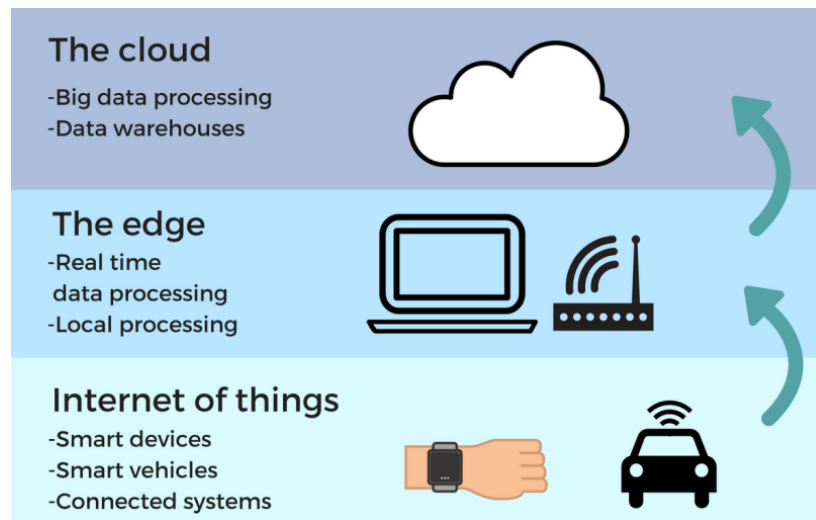 The cloud
-Big data processing
-Data warehouses
The edge
-Real time
data processing
-Local processing
Internet of things
-Smart devices
-Smart vehicles
-Connected systems